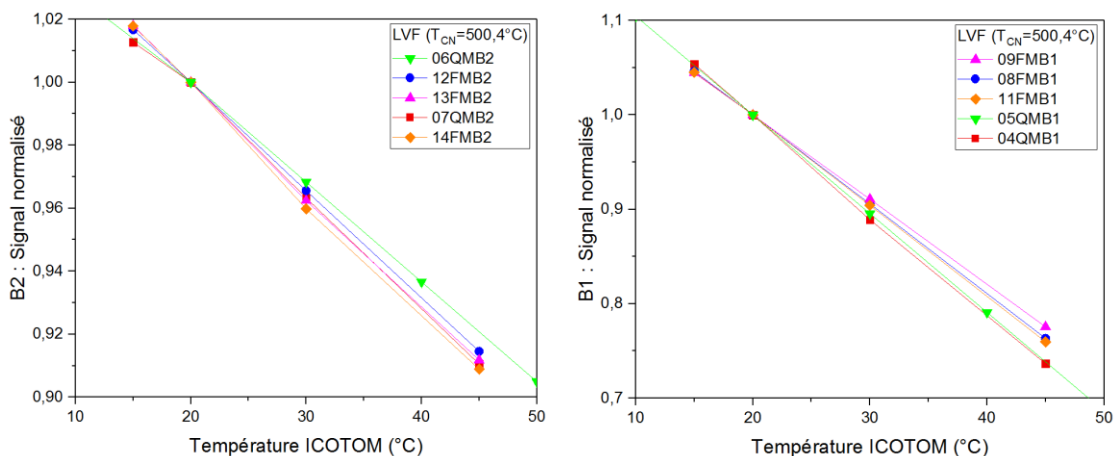 1,02
1,00
0,98
0,96
0,94
0,92
0,90
B2 : Signal normalisé
LVF (TCN=500,4°C)
06QMB2
12FMB2
13FMB2
07QMB2
14FMB2
10
20
30
40
50
Température ICOTOM (°C)
1,1
1,0
0,9
0,8
0,7
B1 : Signal normalisé
LVF (TCN=500,4°C)
09FMB1
08FMB1
11FMB1
05QMB1
04QMB1
10
20
30
40
50
Température ICOTOM (°C)